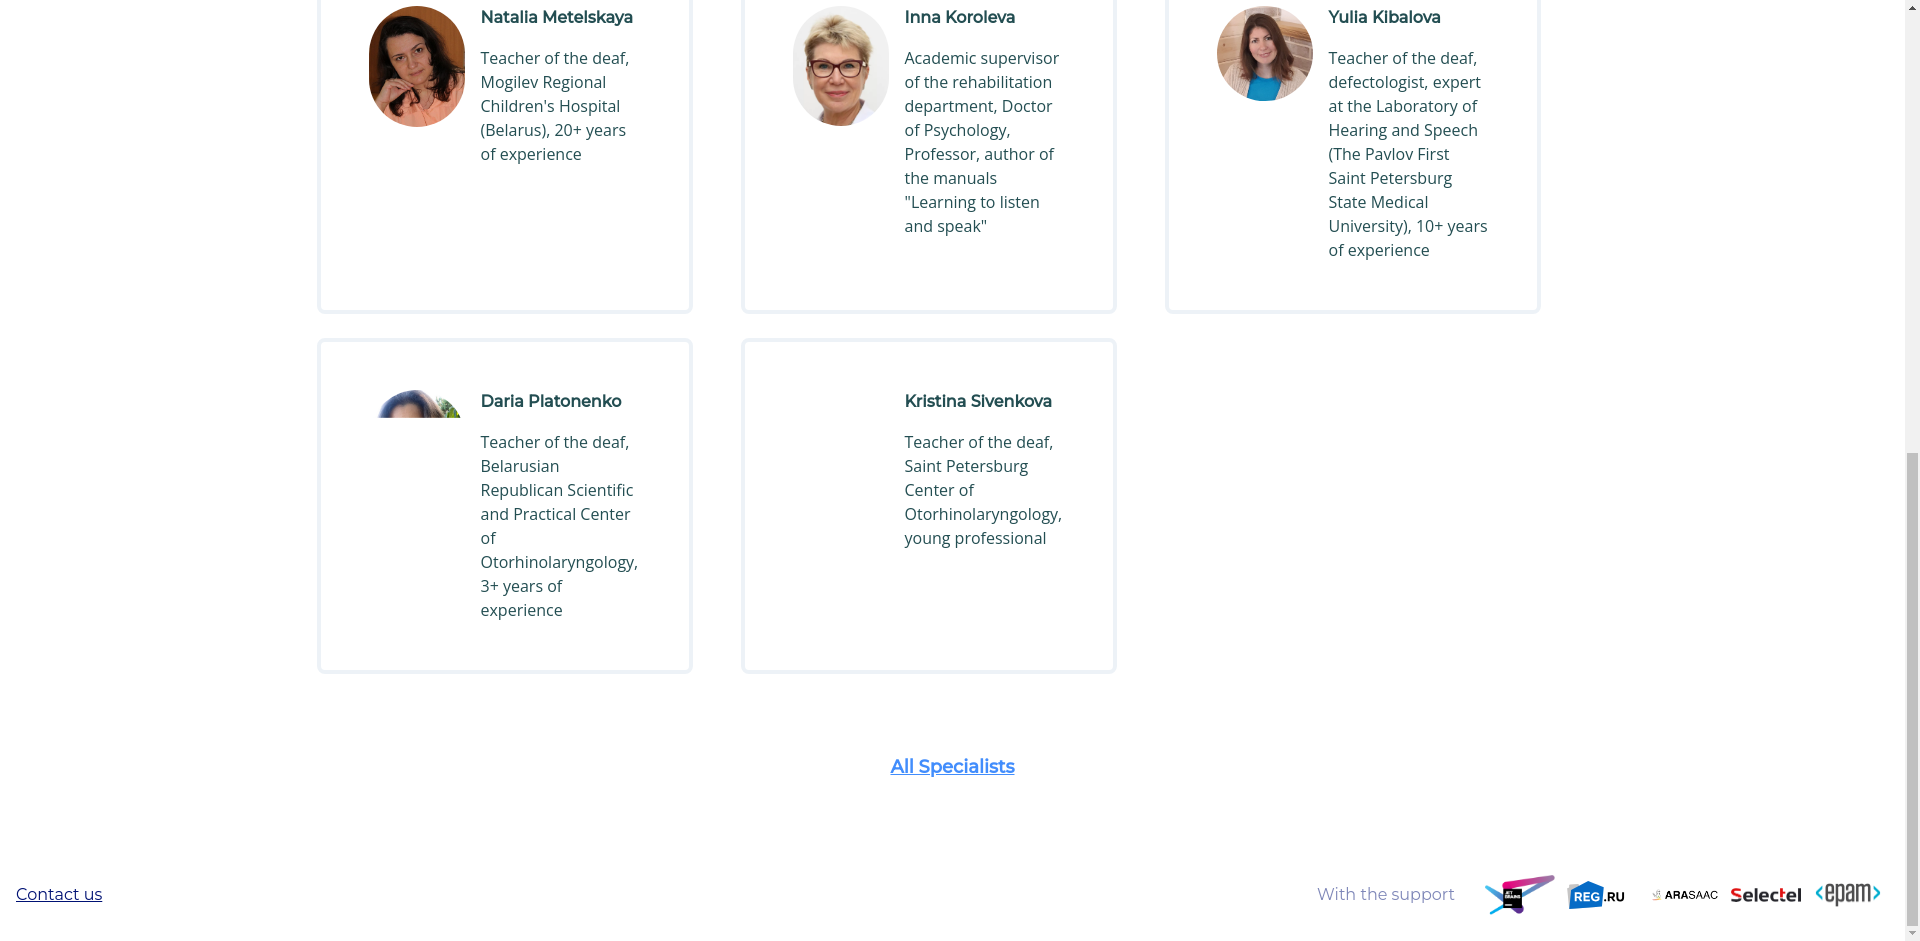 Natalia Metelskaya
Teacher of the deaf,
Mogilev Regional
Children's Hospital
(Belarus), 20+ years
of experience
Inna Koroleva
Academic supervisor
of the rehabilitation
department, Doctor
of Psychology,
Professor, author of
the manuals
"Learning to listen
and speak"
Yulia Kibalova
Teacher of the deaf,
defectologist, expert
at the Laboratory of
Hearing and Speech
(The Pavlov First
Saint Petersburg
State Medical
University), 10+ years
of experience
Daria Platonenko
Teacher of the deaf,
Belarusian
Republican Scientific
and Practical Center
of
Otorhinolaryngology,
3+ years of
experience
Kristina Sivenkova
Teacher of the deaf,
Saint Petersburg
Center of
Otorhinolaryngology,
young professional
All Specialists
Contact us
With the support
JET
BRAINS
REG.RU
ARASAAC
Selectel
<epam>